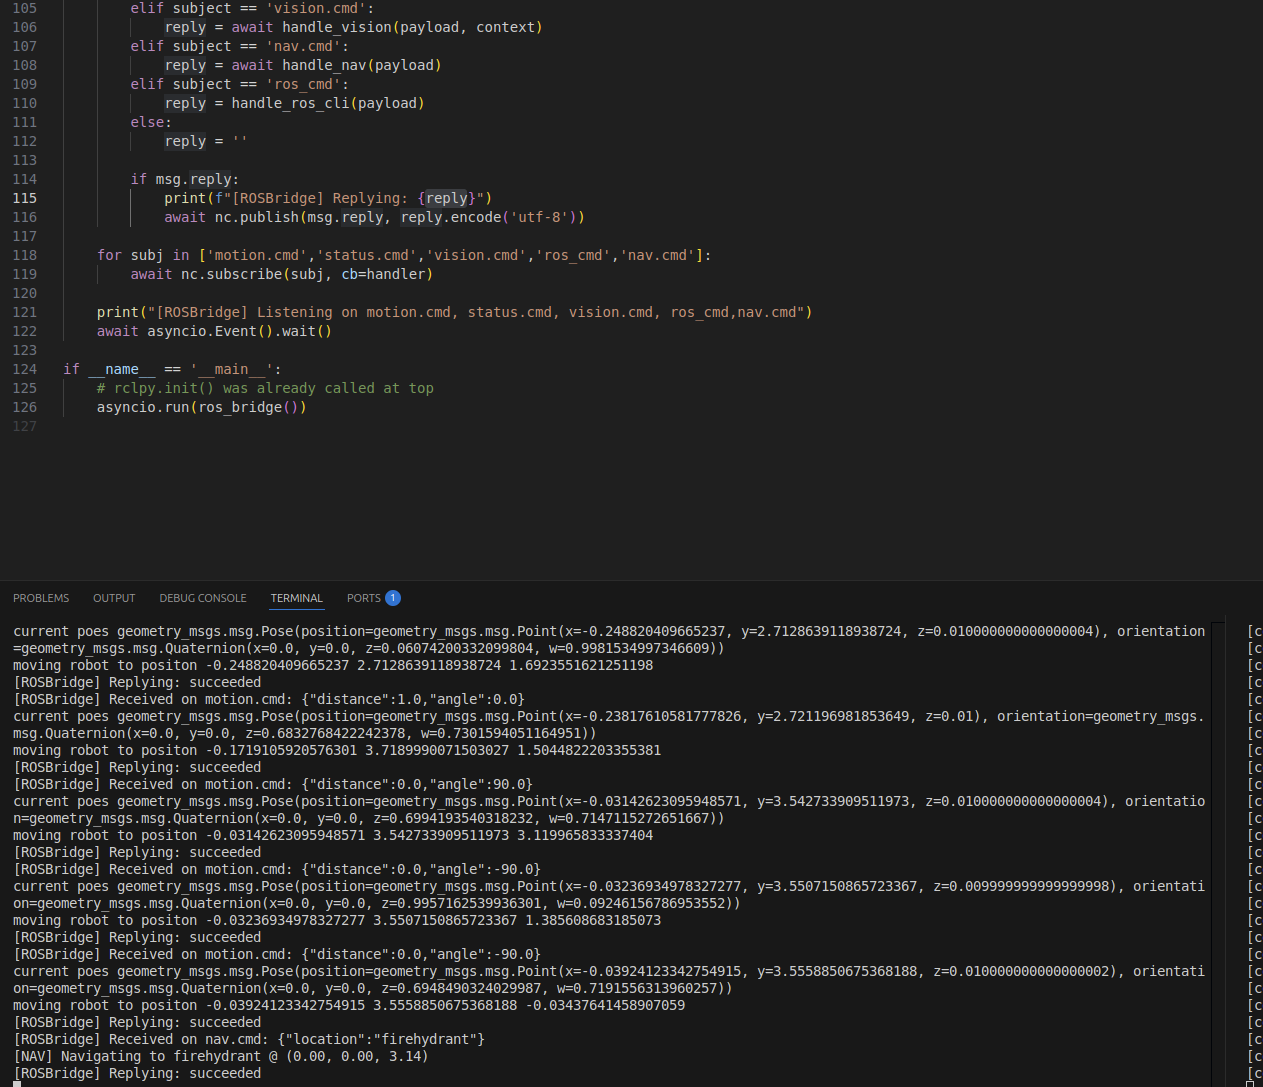 105 elif subject == 'vision.cmd':
106 reply = await handle_vision(payload, context)
107 elif subject == 'nav.cmd':
108 reply = await handle_nav(payload)
109 elif subject == 'ros_cmd':
110 reply = handle_ros_cli(payload)
111 else:
112 reply = ''
113
114 if msg.reply:
115 print(f"[ROSBridge] Replying: {reply}")
116 await nc.publish(msg.reply, reply.encode('utf-8'))
117
118 for subj in ['motion.cmd','status.cmd','vision.cmd','ros_cmd','nav.cmd']:
119 await nc.subscribe(subj, cb=handler)
120
121 print("[ROSBridge] Listening on motion.cmd, status.cmd, vision.cmd, ros_cmd,nav.cmd")
122 await asyncio.Event().wait()
123
124 if __name__ == '__main__':
125 # rclpy.init() was already called at top
126 asyncio.run(ros_bridge())
127
PROBLEMS OUTPUT DEBUG CONSOLE TERMINAL PORTS 1
current poes geometry_msgs.msg.Pose(position=geometry_msgs.msg.Point(x=-0.248820409665237, y=2.7128639118938724, z=0.010000000000000004), orientation [c
=geometry_msgs.msg.Quaternion(x=0.0, y=0.0, z=0.06074200332099804, w=0.9981534997346609)) [c
moving robot to positon -0.248820409665237 2.7128639118938724 1.6923551621251198 [c
[ROSBridge] Replying: succeeded [c
[ROSBridge] Received on motion.cmd: {"distance":1.0,"angle":0.0} [c
current poes geometry_msgs.msg.Pose(position=geometry_msgs.msg.Point(x=-0.23817610581777826, y=2.721196981853649, z=0.01), orientation=geometry_msgs. [c
msg.Quaternion(x=0.0, y=0.0, z=0.6832768422242378, w=0.7301594051164951)) [c
moving robot to positon -0.1719105920576301 3.7189990071503027 1.5044822203355381 [c
[ROSBridge] Replying: succeeded [c
[ROSBridge] Received on motion.cmd: {"distance":0.0,"angle":90.0} [c
current poes geometry_msgs.msg.Pose(position=geometry_msgs.msg.Point(x=-0.03142623095948571, y=3.542733909511973, z=0.010000000000000004), orientatio [c
n=geometry_msgs.msg.Quaternion(x=0.0, y=0.0, z=0.6994193540318232, w=0.7147115272651667)) [c
moving robot to positon -0.03142623095948571 3.542733909511973 3.119965833337404 [c
[ROSBridge] Replying: succeeded [c
[ROSBridge] Received on motion.cmd: {"distance":0.0,"angle":-90.0} [c
current poes geometry_msgs.msg.Pose(position=geometry_msgs.msg.Point(x=-0.03236934978327277, y=3.5507150865723367, z=0.009999999999999998), orientati [c
on=geometry_msgs.msg.Quaternion(x=0.0, y=0.0, z=0.9957162539936301, w=0.09246156786953552)) [c
moving robot to positon -0.03236934978327277 3.5507150865723367 1.385608683185073 [c
[ROSBridge] Replying: succeeded [c
[ROSBridge] Received on motion.cmd: {"distance":0.0,"angle":-90.0} [c
current poes geometry_msgs.msg.Pose(position=geometry_msgs.msg.Point(x=-0.03924123342754915, y=3.5558850675368188, z=0.010000000000000002), orientati [c
on=geometry_msgs.msg.Quaternion(x=0.0, y=0.0, z=0.6948490324029987, w=0.7191556313960257)) [c
moving robot to positon -0.03924123342754915 3.5558850675368188 -0.03437641458907059 [c
[ROSBridge] Replying: succeeded [c
[ROSBridge] Received on nav.cmd: {"location":"firehydrant"} [c
[NAV] Navigating to firehydrant @ (0.00, 0.00, 3.14) [c
[ROSBridge] Replying: succeeded [c